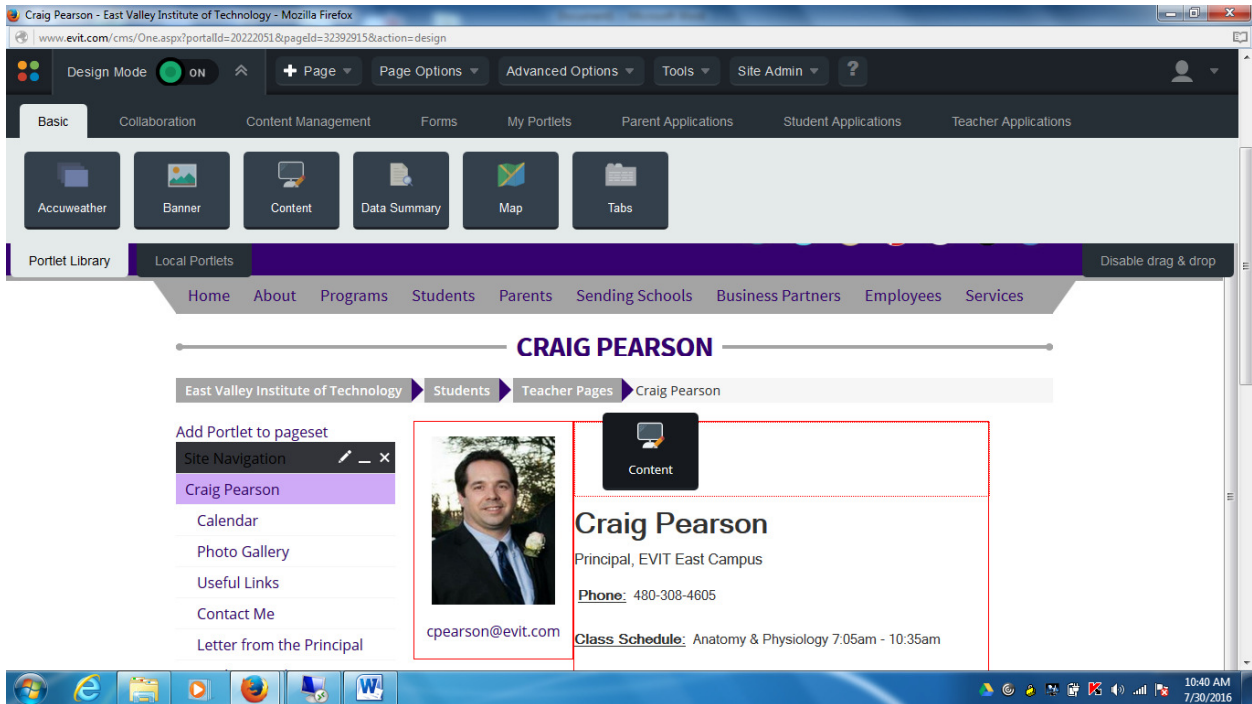 Craig Pearson - East Valley Institute of Technology - Mozilla Firefox
www.evit.com/cms/One.aspx?portalId=20222051&pageId=32392915&action=design
Design Mode ON + Page Page Options Advanced Options Tools Site Admin ?
Basic Collaboration Content Management Forms My Portlets Parent Applications Student Applications Teacher Applications
Accuweather Banner Content Data Summary Map Tabs
Portlet Library Local Portlets Disable drag & drop
Home About Programs Students Parents Sending Schools Business Partners Employees Services
CRAIG PEARSON
East Valley Institute of Technology Students Teacher Pages Craig Pearson
Add Portlet to pageset
Site Navigation
Craig Pearson
Calendar
Photo Gallery
Useful Links
Contact Me
Letter from the Principal
cpearson@evit.com
Content
Craig Pearson
Principal, EVIT East Campus
Phone: 480-308-4605
Class Schedule: Anatomy & Physiology 7:05am - 10:35am
10:40 AM
7/30/2016